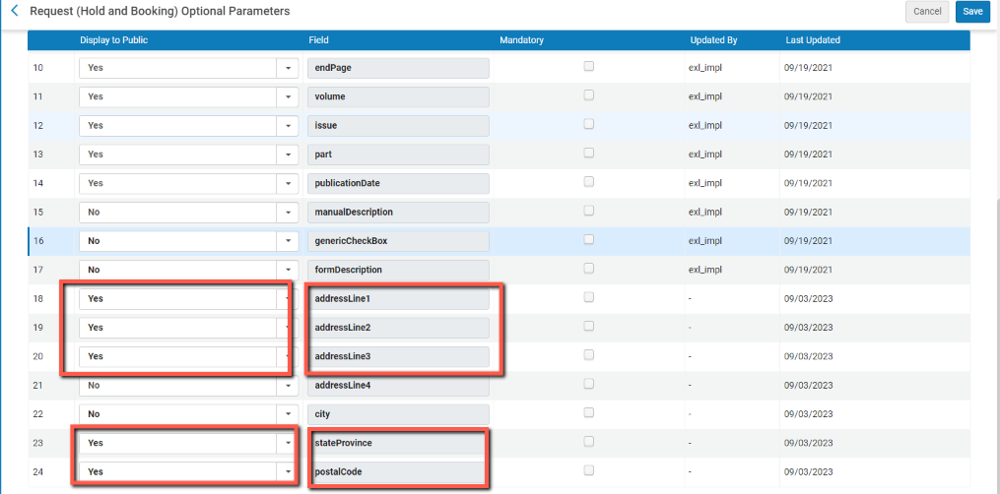 Request (Hold and Booking) Optional Parameters Cancel Save
Display to Public Field Mandatory Updated By Last Updated
10 Yes endPage exl_impl 09/19/2021
11 Yes volume exl_impl 09/19/2021
12 Yes issue exl_impl 09/19/2021
13 Yes part exl_impl 09/19/2021
14 Yes publicationDate exl_impl 09/19/2021
15 No manualDescription exl_impl 09/19/2021
16 No genericCheckBox exl_impl 09/19/2021
17 No formDescription exl_impl 09/19/2021
18 Yes addressLine1 - 09/03/2023
19 Yes addressLine2 - 09/03/2023
20 Yes addressLine3 - 09/03/2023
21 No addressLine4 - 09/03/2023
22 No city - 09/03/2023
23 Yes stateProvince - 09/03/2023
24 Yes postalCode - 09/03/2023